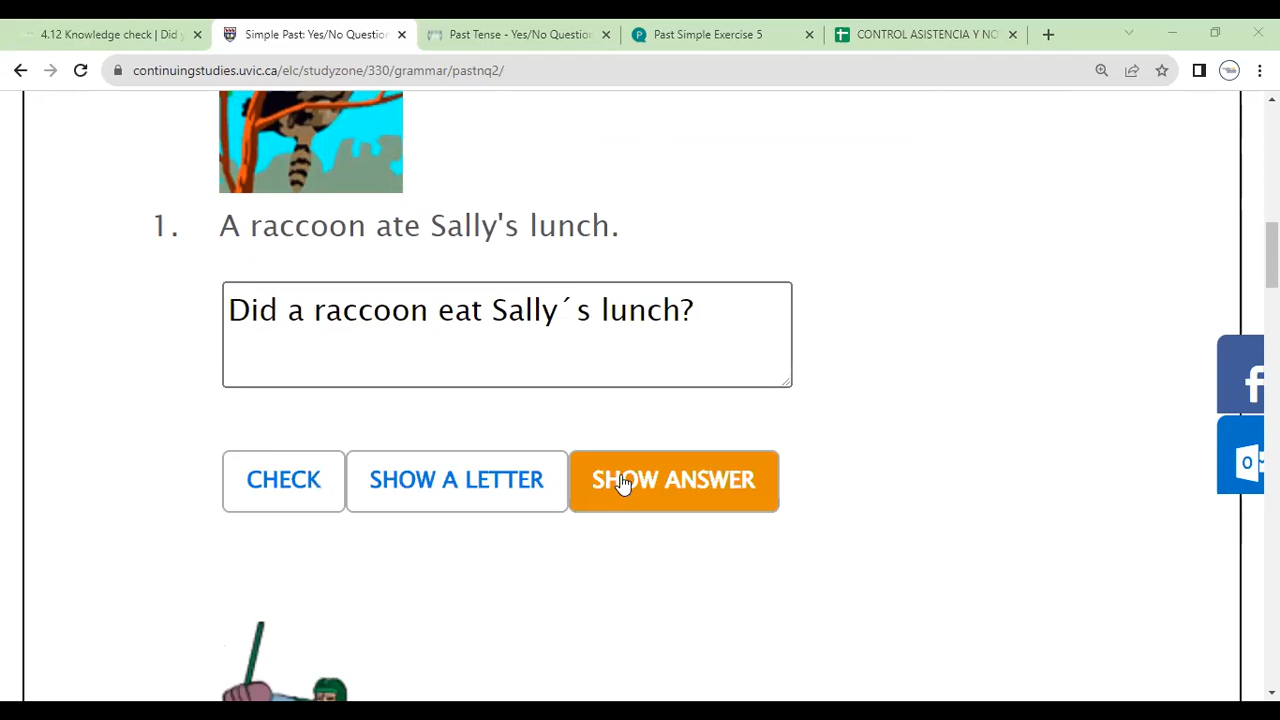 4.12 Knowledge check | Did
Simple Past: Yes/No Question
Past Tense - Yes/No Question
Past Simple Exercise 5
CONTROL ASISTENCIA Y NO
continuingstudies.uvic.ca/elc/studyzone/330/grammar/pastnq2/
1. A raccoon ate Sally's lunch.
Did a raccoon eat Sally´s lunch?
CHECK SHOW A LETTER SHOW ANSWER